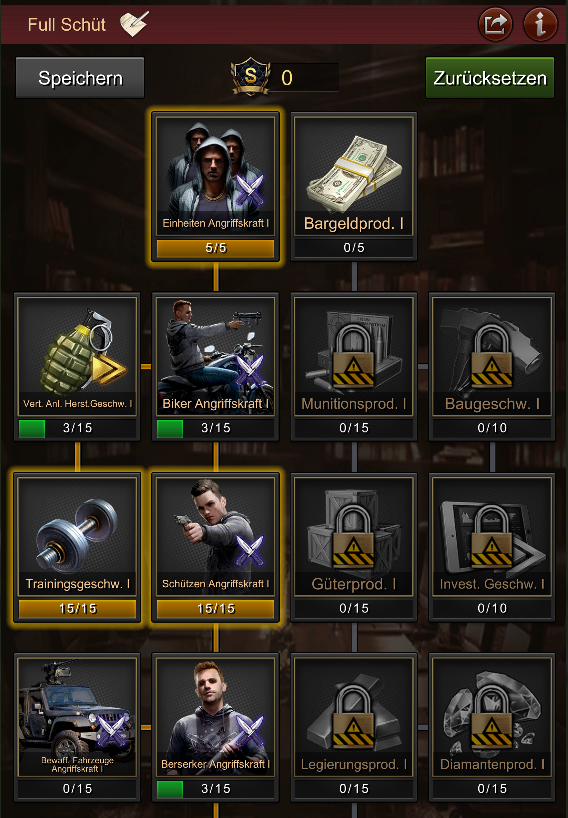 Full Schüt
Speichern
S
0
Zurücksetzen
Einheiten Angriffskraft I
5/5
Bargeldprod. I
0/5
Vert. Anl. Herst.Geschw. I
3/15
Biker Angriffskraft I
3/15
Munitionsprod. I
0/15
Baugeschw. I
0/10
Trainingsgeschw. I
15/15
Schützen Angriffskraft I
15/15
Güterprod. I
0/15
Invest. Geschw. I
0/10
Bewaff. Fahrzeuge
Angriffskraft I
0/15
Berserker Angriffskraft I
3/15
Legierungsprod. I
0/15
Diamantenprod. I
0/15